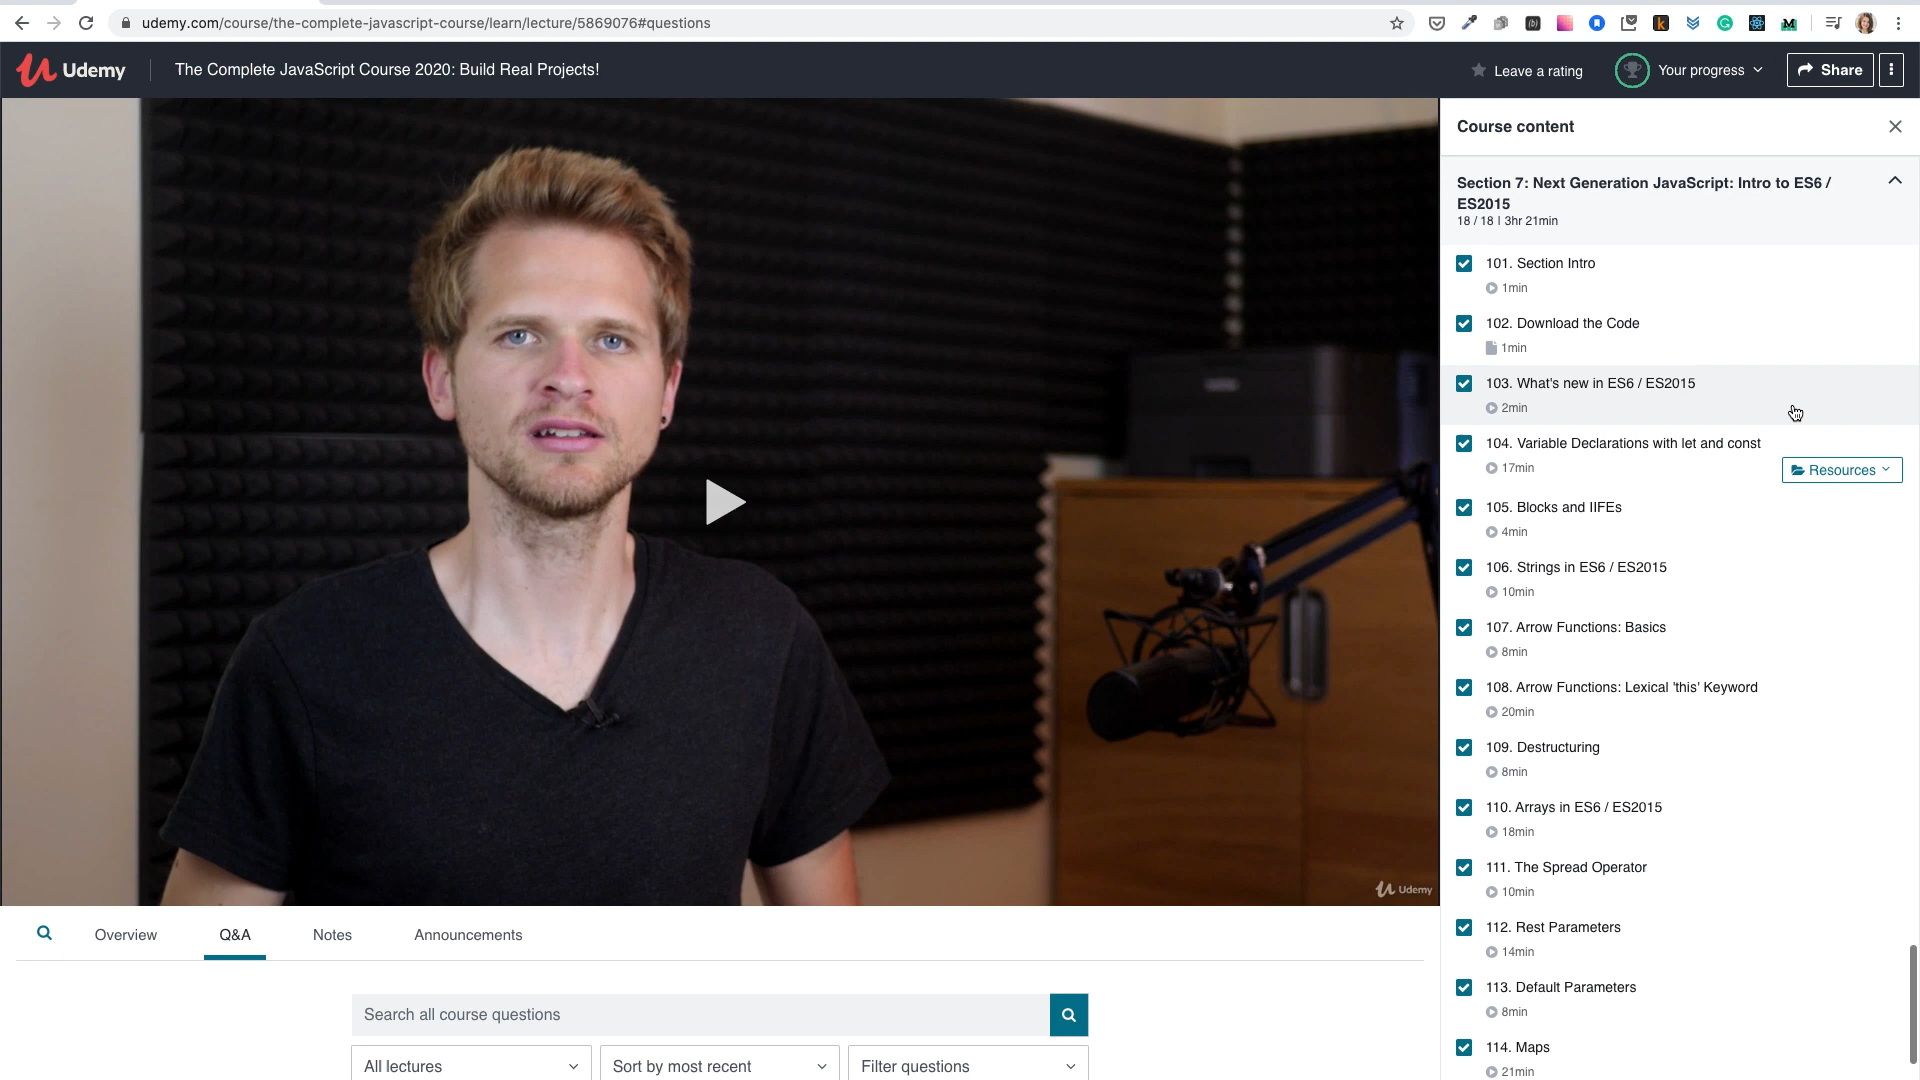 udemy.com/course/the-complete-javascript-course/learn/lecture/5869076#questions
Udemy
The Complete JavaScript Course 2020: Build Real Projects!
Leave a rating
Your progress
Share
Course content
Section 7: Next Generation JavaScript: Intro to ES6 /
ES2015
18 / 18 | 3hr 21min
101. Section Intro
1min
102. Download the Code
1min
103. What's new in ES6 / ES2015
2min
104. Variable Declarations with let and const
17min
Resources
105. Blocks and IIFEs
4min
106. Strings in ES6 / ES2015
10min
107. Arrow Functions: Basics
8min
108. Arrow Functions: Lexical 'this' Keyword
20min
109. Destructuring
8min
110. Arrays in ES6 / ES2015
18min
111. The Spread Operator
10min
112. Rest Parameters
14min
113. Default Parameters
8min
114. Maps
21min
Udemy
Overview
Q&A
Notes
Announcements
Search all course questions
All lectures
Sort by most recent
Filter questions